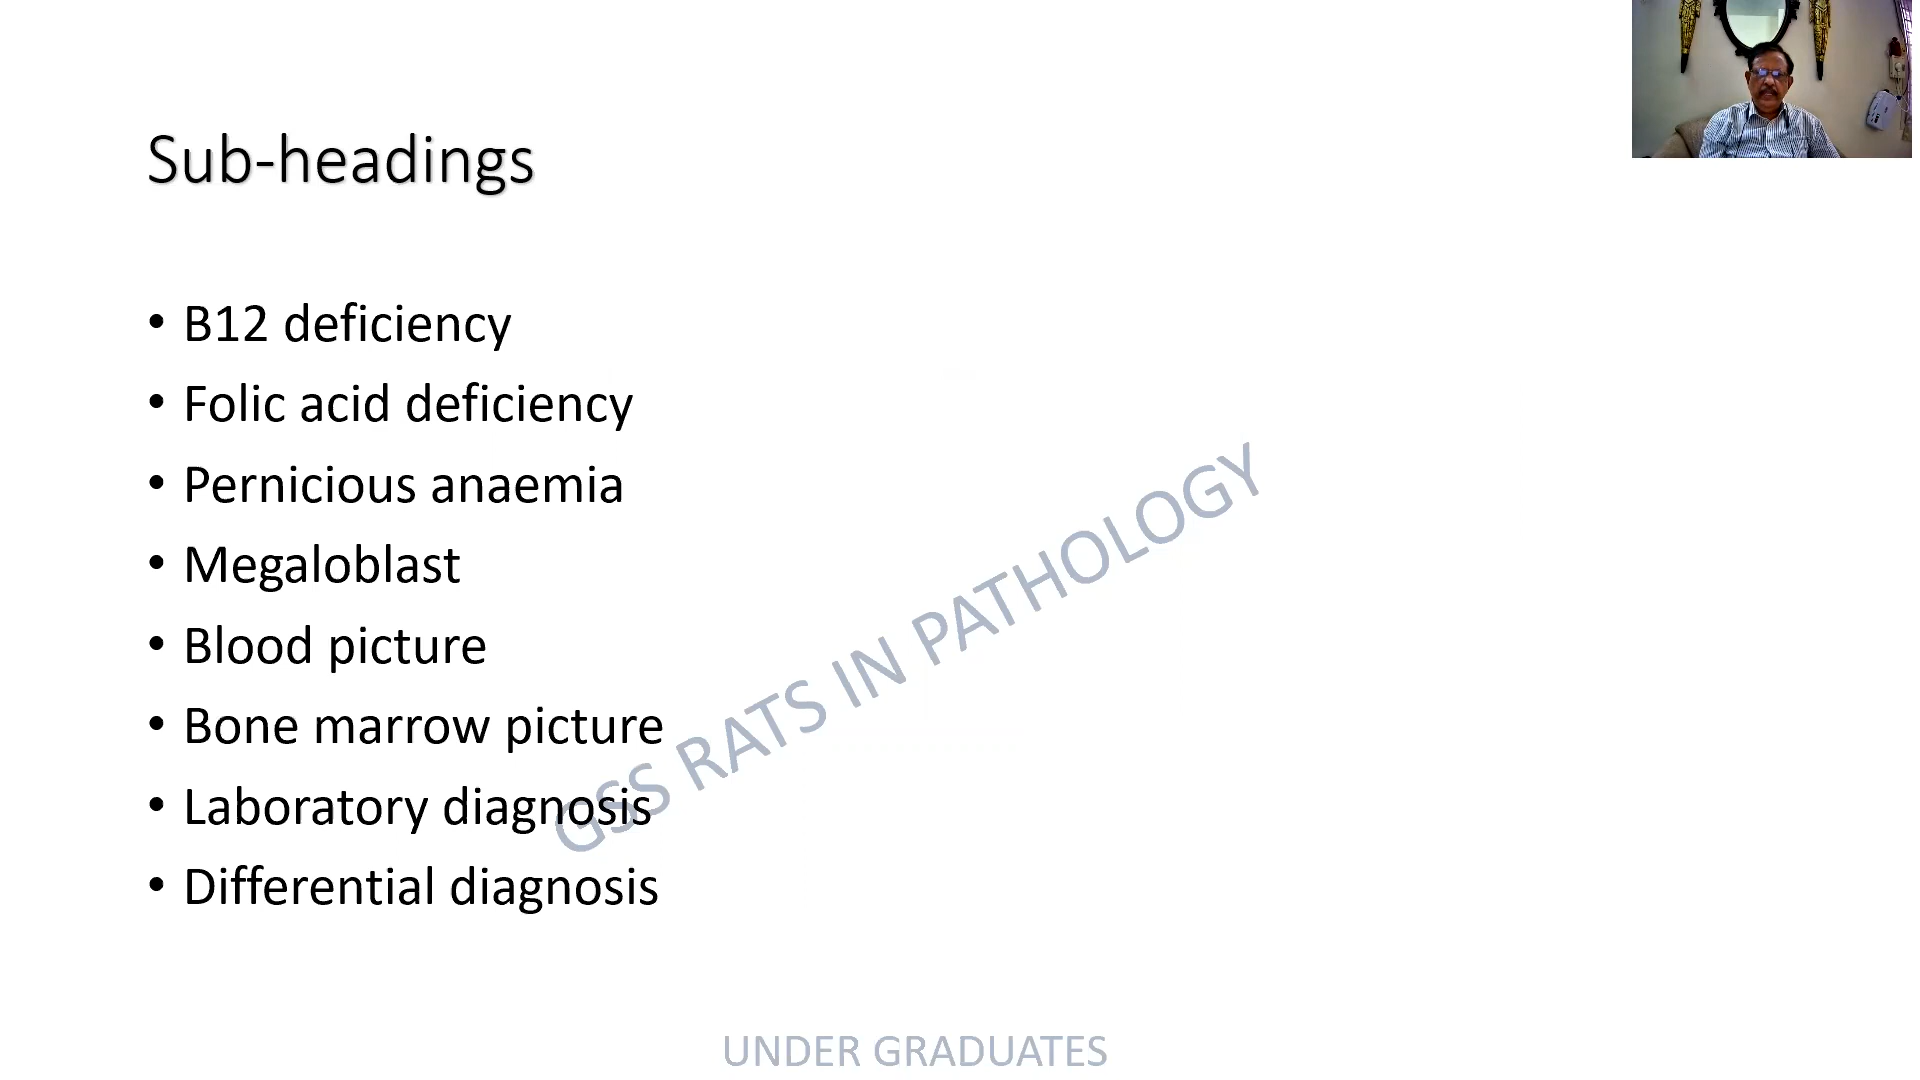 Sub-headings
• B12 deficiency
• Folic acid deficiency
• Pernicious anaemia
• Megaloblast
• Blood picture
• Bone marrow picture
• Laboratory diagnosis
• Differential diagnosis
GSS RATS IN PATHOLOGY
UNDER GRADUATES